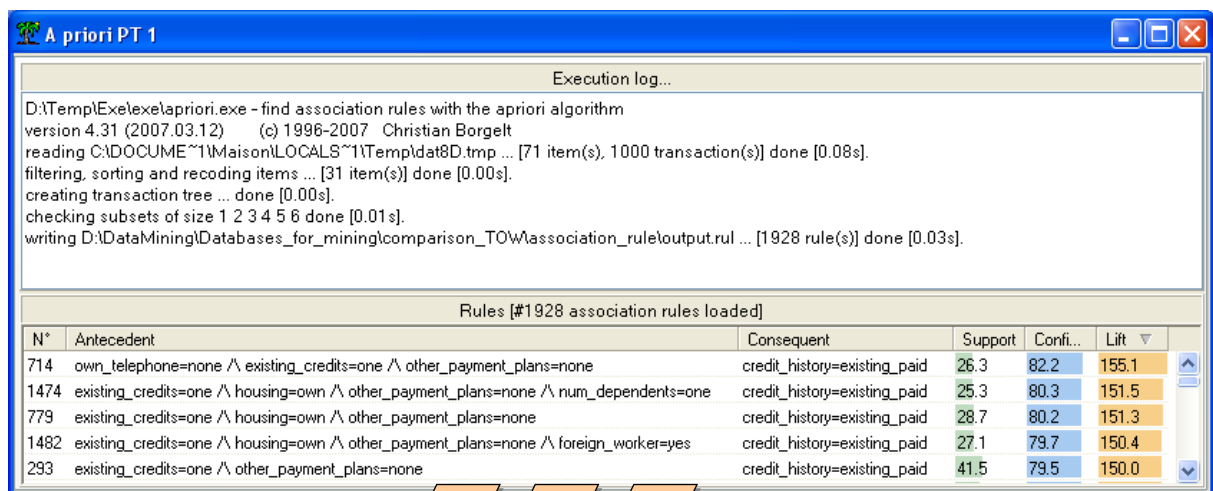 A priori PT 1
Execution log...
D:\Temp\Exe\exe\apriori.exe - find association rules with the apriori algorithm
version 4.31 (2007.03.12) (c) 1996-2007 Christian Borgelt
reading C:\DOCUME~1\Maison\LOCALS~1\Temp\dat8D.tmp ... [71 item(s), 1000 transaction(s)] done [0.08s].
filtering, sorting and recoding items ... [31 item(s)] done [0.00s].
creating transaction tree ... done [0.00s].
checking subsets of size 1 2 3 4 5 6 done [0.01s].
writing D:\DataMining\Databases_for_mining\comparison_TOW\association_rule\output.rul ... [1928 rule(s)] done [0.03s].
Rules [#1928 association rules loaded]
N° Antecedent Consequent Support Confi... Lift
714 own_telephone=none /\ existing_credits=one /\ other_payment_plans=none credit_history=existing_paid 26.3 82.2 155.1
1474 existing_credits=one /\ housing=own /\ other_payment_plans=none /\ num_dependents=one credit_history=existing_paid 25.3 80.3 151.5
779 existing_credits=one /\ housing=own /\ other_payment_plans=none credit_history=existing_paid 28.7 80.2 151.3
1482 existing_credits=one /\ housing=own /\ other_payment_plans=none /\ foreign_worker=yes credit_history=existing_paid 27.1 79.7 150.4
293 existing_credits=one /\ other_payment_plans=none credit_history=existing_paid 41.5 79.5 150.0